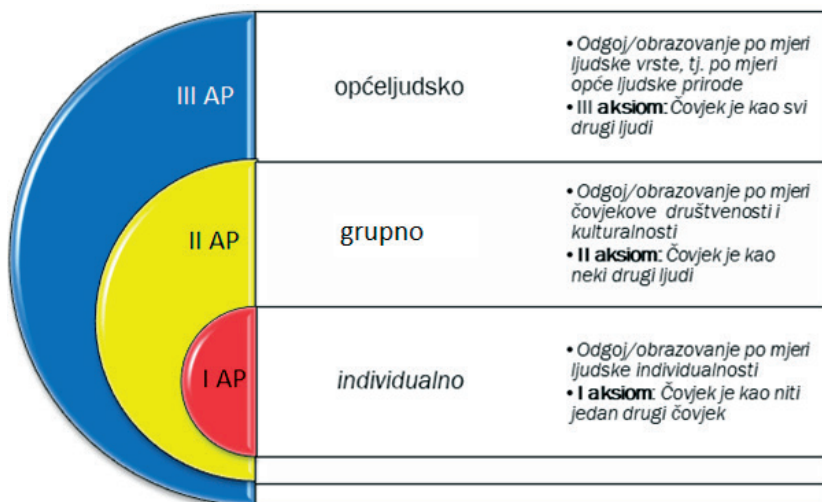 III AP
općeljudsko
• Odgoj/obrazovanje po mjeri
ljudske vrste, tj. po mjeri
opće ljudske prirode
• III aksiom: Čovjek je kao svi
drugi ljudi
II AP
grupno
• Odgoj/obrazovanje po mjeri
čovjekove društvenosti i
kulturalnosti
• II aksiom: Čovjek je kao
neki drugi ljudi
I AP
individualno
• Odgoj/obrazovanje po mjeri
ljudske individualnosti
• I aksiom: Čovjek je kao niti
jedan drugi čovjek